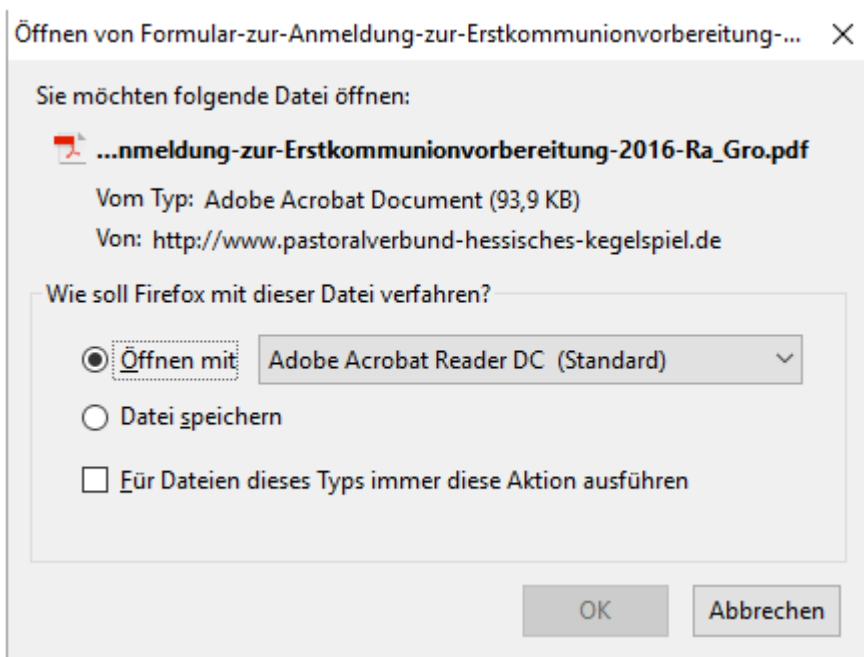 Öffnen von Formular-zur-Anmeldung-zur-Erstkommunionvorbereitung-...
Sie möchten folgende Datei öffnen:
...nmeldung-zur-Erstkommunionvorbereitung-2016-Ra_Gro.pdf
Vom Typ: Adobe Acrobat Document (93,9 KB)
Von: http://www.pastoralverbund-hessisches-kegelspiel.de
Wie soll Firefox mit dieser Datei verfahren?
Öffnen mit Adobe Acrobat Reader DC (Standard)
Datei speichern
Für Dateien dieses Typs immer diese Aktion ausführen
OK Abbrechen